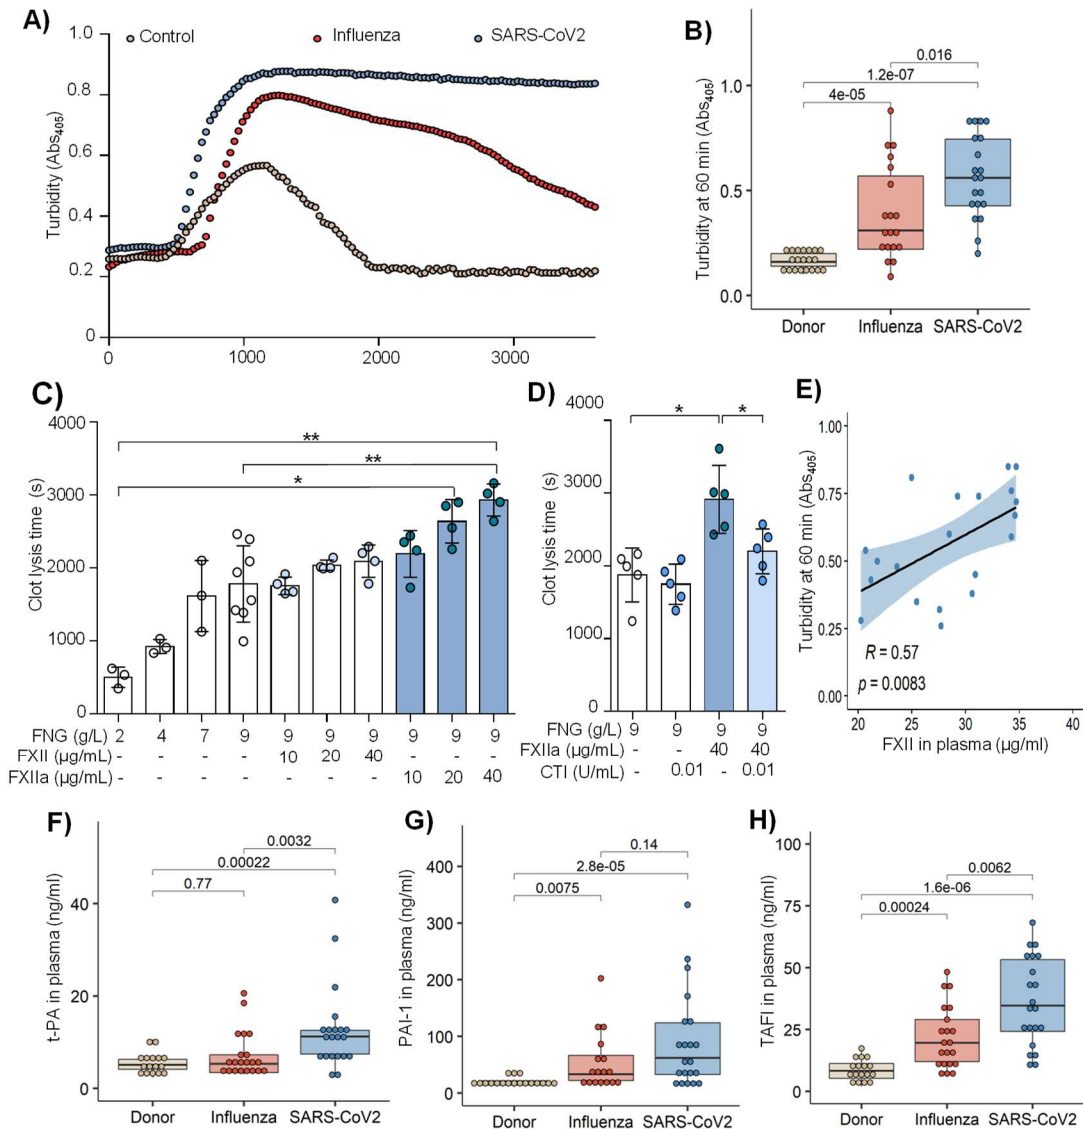 A)
Control
Influenza
SARS-CoV2
Turbidity (Abs405)
1.0
0.8
0.6
0.4
0.2
0
0
1000
2000
3000
B)
Turbidity at 60 min (Abs405)
0.016
1.2e-07
4e-05
1.0
0.5
0.0
Donor
Influenza
SARS-CoV2
C)
Clot lysis time (s)
4000
3000
2000
1000
0
**
**
*
FNG (g/L) 2 4 7 9 9 9 9 9 9 9
FXII (µg/mL) - - - - 10 20 40 - - -
FXIIa (µg/mL) - - - - - - - 10 20 40
D)
Clot lysis time (s)
4000
3000
2000
1000
0
*
*
FNG (g/L) 9 9 9 9
FXIIa (µg/mL) - - 40 40
CTI (U/mL) - 0.01 - 0.01
E)
Turbidity at 60 min (Abs405)
1.00
0.75
0.50
0.25
0.00
R = 0.57
p = 0.0083
20
25
30
35
40
FXII in plasma (µg/ml)
F)
t-PA in plasma (ng/ml)
0.0032
0.00022
0.77
40
20
0
Donor
Influenza
SARS-CoV2
G)
PAI-1 in plasma (ng/ml)
0.14
2.8e-05
0.0075
400
300
200
100
0
Donor
Influenza
SARS-CoV2
H)
TAFI in plasma (ng/ml)
0.0062
1.6e-06
0.00024
100
75
50
25
0
Donor
Influenza
SARS-CoV2